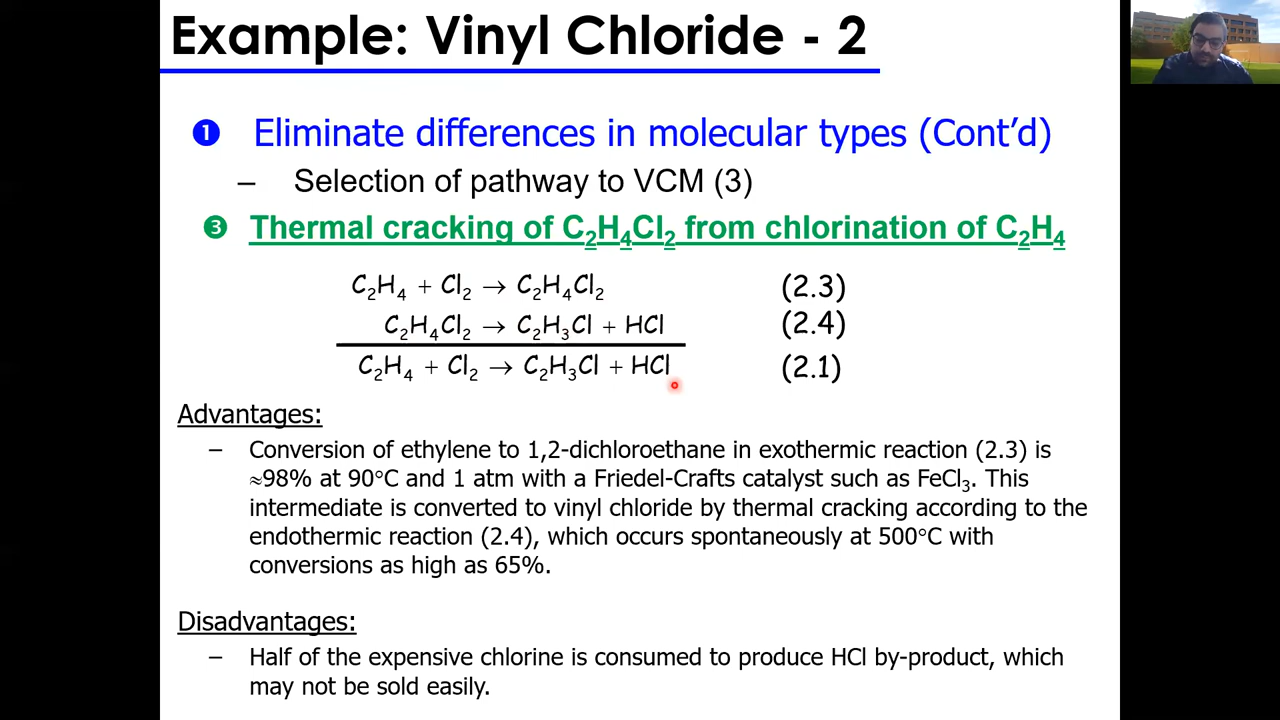 Example: Vinyl Chloride - 2
❶ Eliminate differences in molecular types (Cont’d)
– Selection of pathway to VCM (3)
❸ Thermal cracking of C₂H₄Cl₂ from chlorination of C₂H₄
C₂H₄ + Cl₂ → C₂H₄Cl₂ (2.3)
C₂H₄Cl₂ → C₂H₃Cl + HCl (2.4)
C₂H₄ + Cl₂ → C₂H₃Cl + HCl (2.1)
Advantages:
– Conversion of ethylene to 1,2-dichloroethane in exothermic reaction (2.3) is
≈98% at 90°C and 1 atm with a Friedel-Crafts catalyst such as FeCl₃. This
intermediate is converted to vinyl chloride by thermal cracking according to the
endothermic reaction (2.4), which occurs spontaneously at 500°C with
conversions as high as 65%.
Disadvantages:
– Half of the expensive chlorine is consumed to produce HCl by-product, which
may not be sold easily.